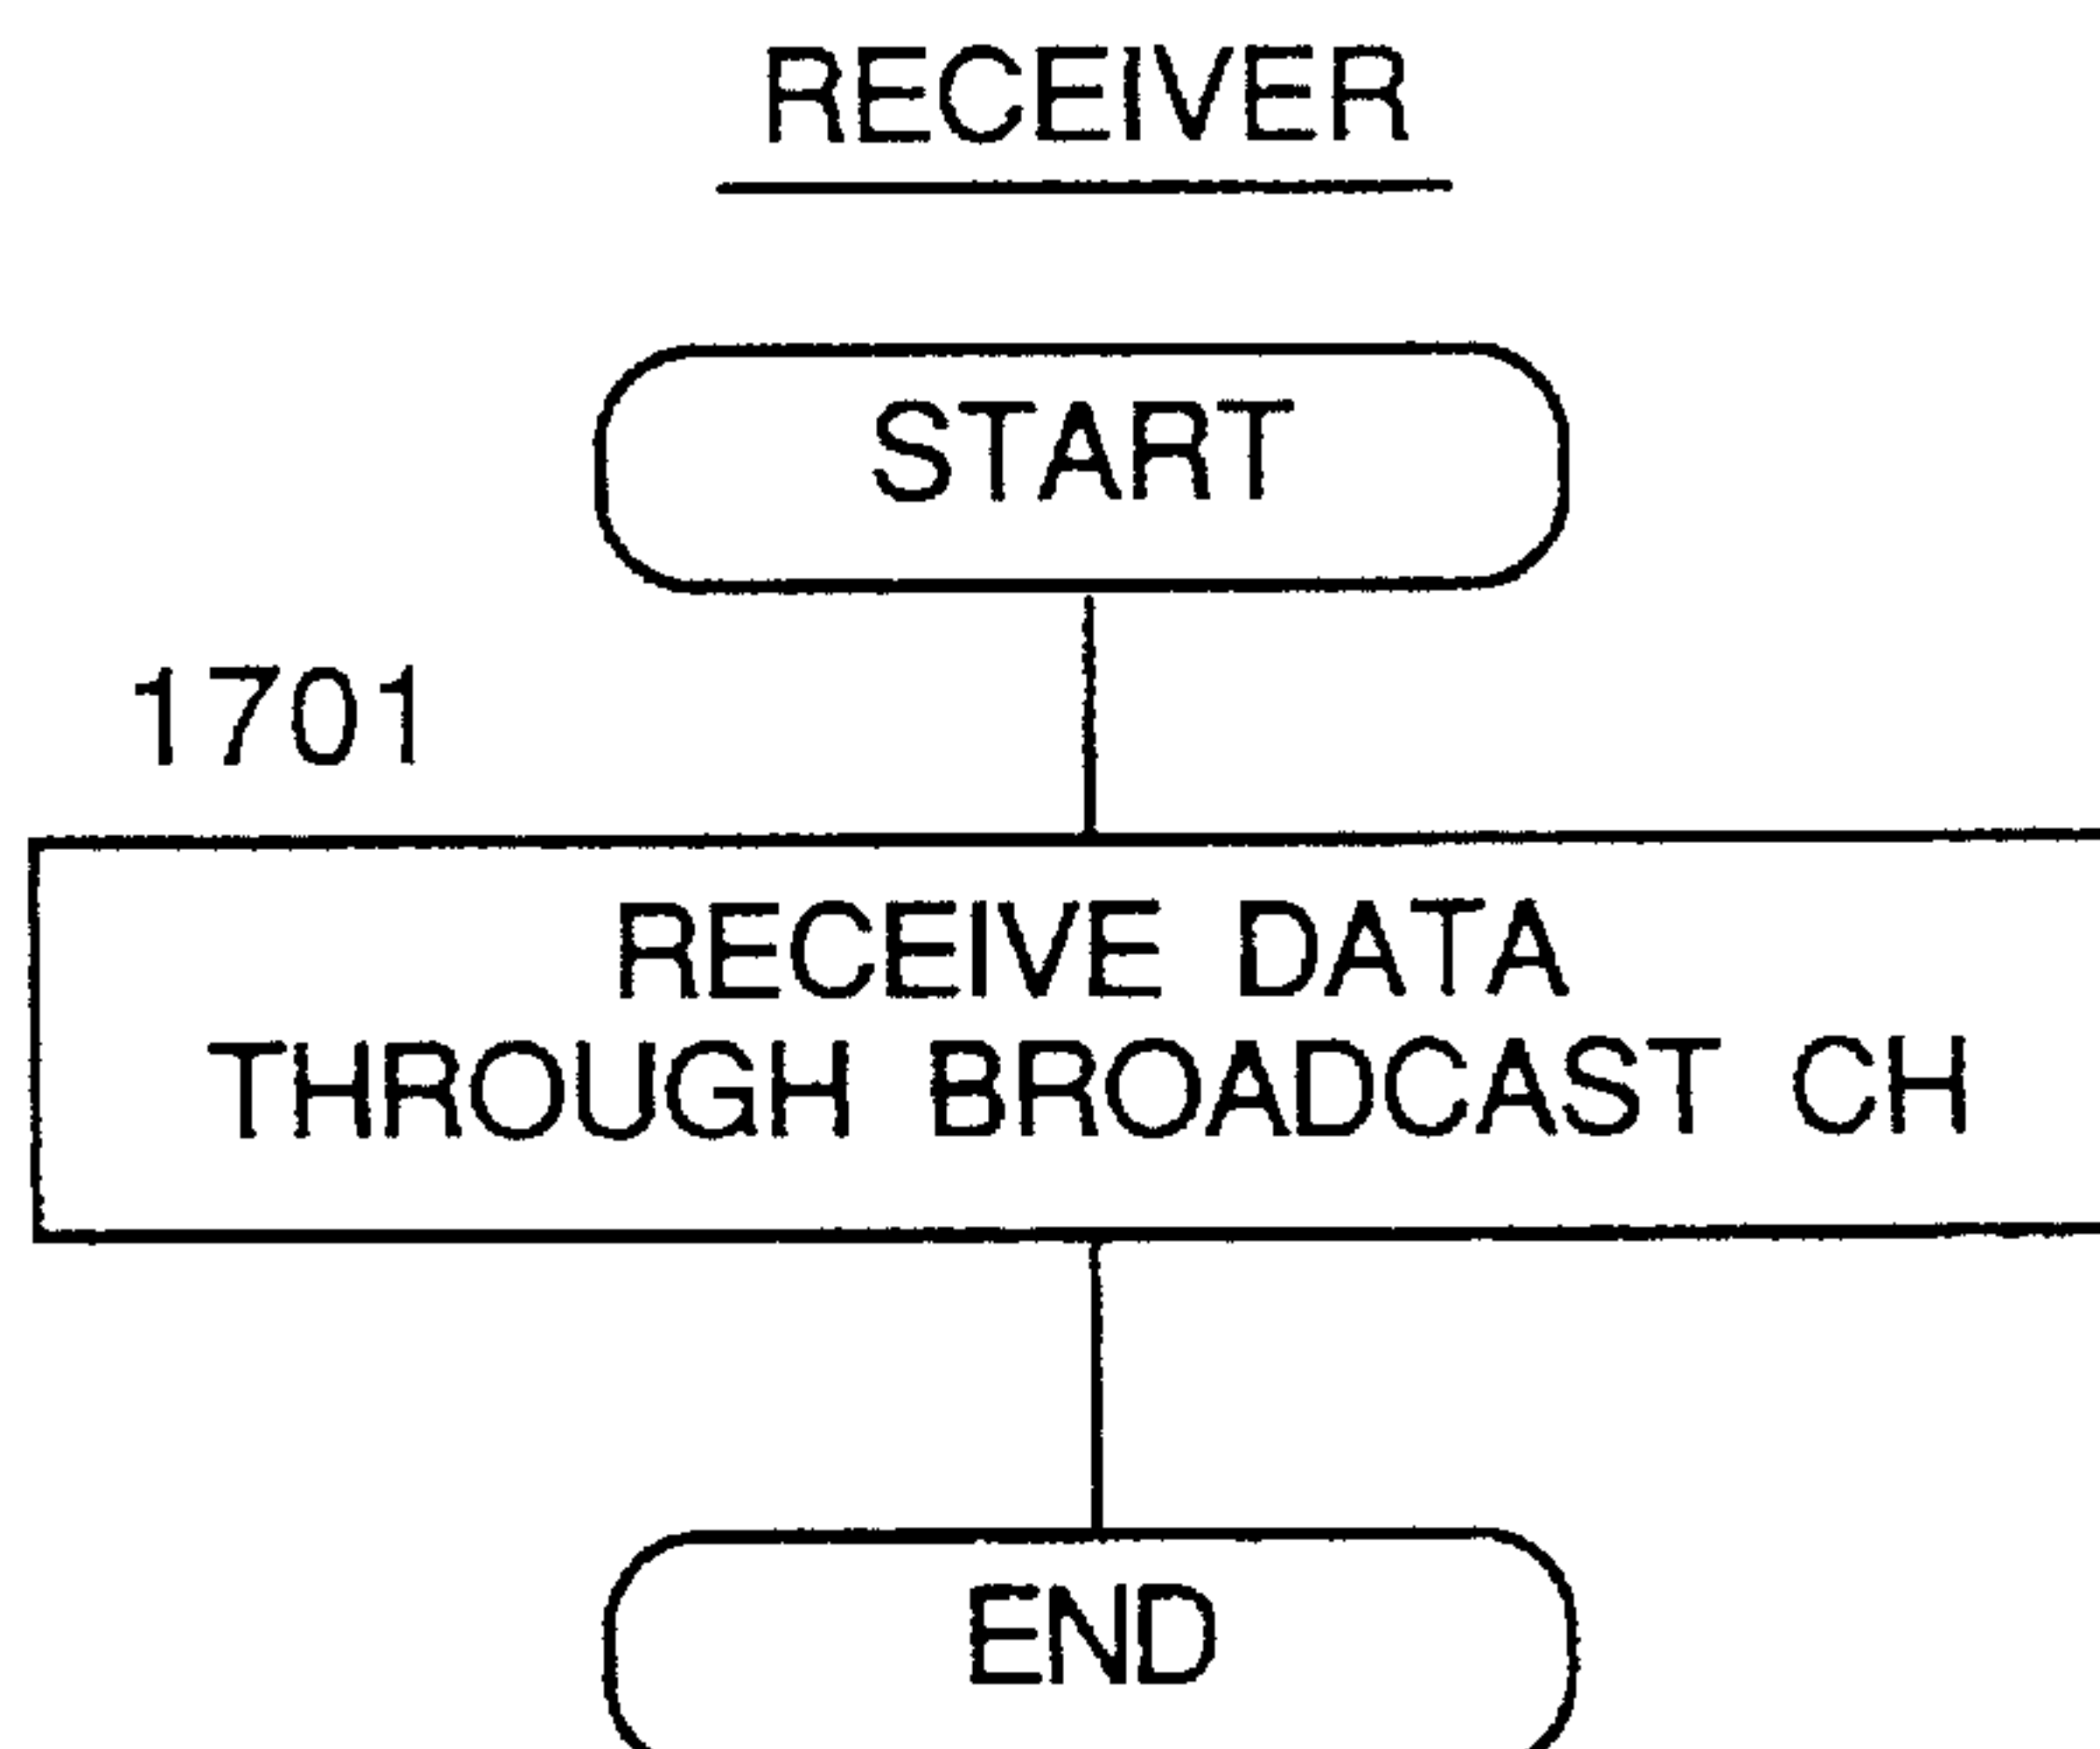 RECEIVER
START
1701
RECEIVE DATA
THROUGH BROADCAST CH
END